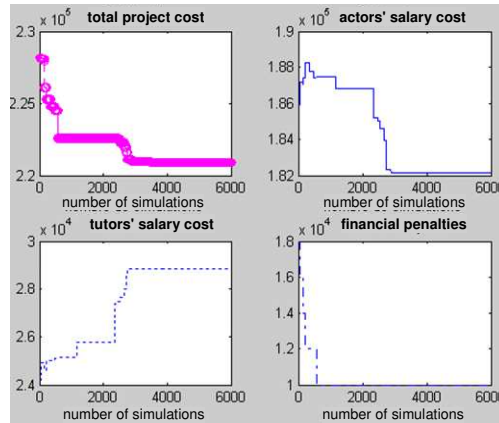 total project cost
2.3 x 10^5
2.25
2.2
0 2000 4000 6000
number of simulations
actors' salary cost
1.9 x 10^5
1.88
1.86
1.84
1.82
0 2000 4000 6000
number of simulations
tutors' salary cost
3 x 10^4
2.8
2.6
2.4
0 2000 4000 6000
number of simulations
financial penalties
1.8 x 10^4
1.6
1.4
1.2
1
0 2000 4000 6000
number of simulations